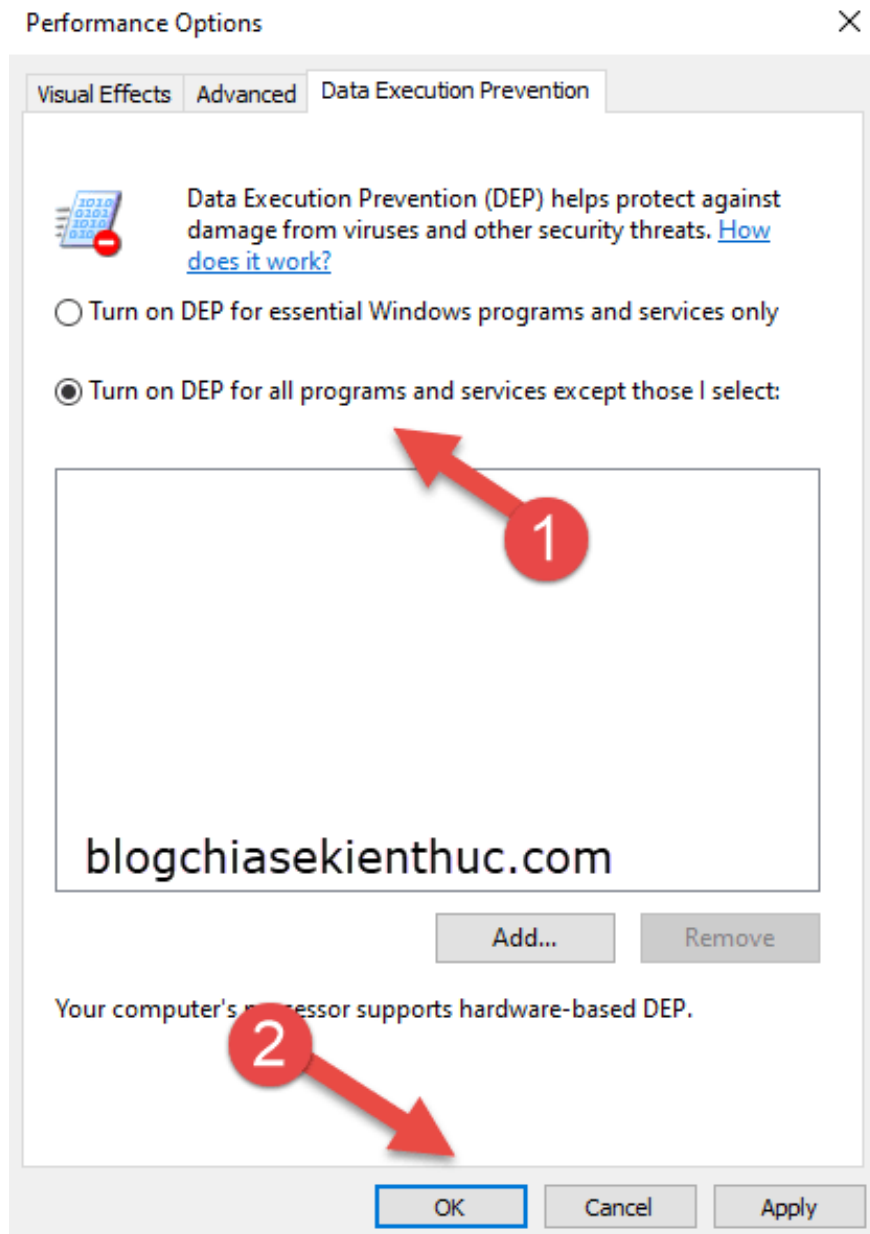 Performance Options
Visual Effects Advanced Data Execution Prevention
Data Execution Prevention (DEP) helps protect against
damage from viruses and other security threats. How
does it work?
Turn on DEP for essential Windows programs and services only
Turn on DEP for all programs and services except those I select:
1
blogchiasekienthuc.com
Add... Remove
Your computer's processor supports hardware-based DEP.
2
OK Cancel Apply